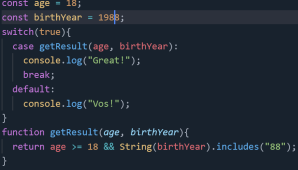 const age = 18;
const birthYear = 1988;
switch(true){
case getResult(age, birthYear):
console.log("Great!");
break;
default:
console.log("Vos!");
}
function getResult(age, birthYear){
return age >= 18 && String(birthYear).includes("88");
}